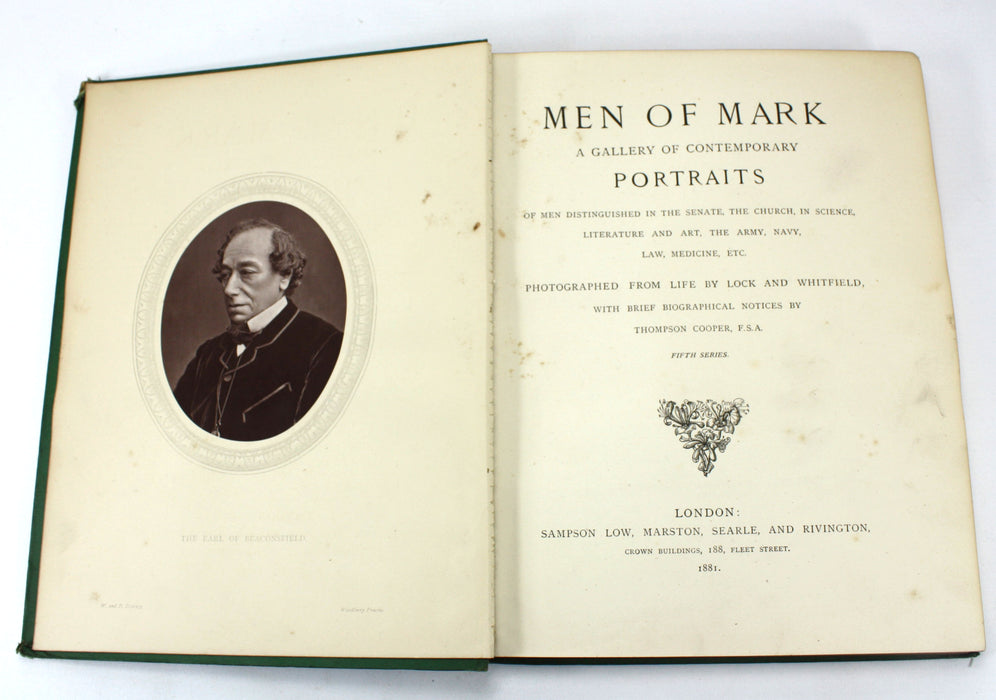 THE EARL OF BEACONSFIELD.
W. and D. Downey
Woodbury Process
MEN OF MARK
A GALLERY OF CONTEMPORARY
PORTRAITS
OF MEN DISTINGUISHED IN THE SENATE, THE CHURCH, IN SCIENCE,
LITERATURE AND ART, THE ARMY, NAVY,
LAW, MEDICINE, ETC.
PHOTOGRAPHED FROM LIFE BY LOCK AND WHITFIELD,
WITH BRIEF BIOGRAPHICAL NOTICES BY
THOMPSON COOPER, F.S.A.
FIFTH SERIES.
LONDON:
SAMPSON LOW, MARSTON, SEARLE, AND RIVINGTON,
CROWN BUILDINGS, 188, FLEET STREET.
1881.